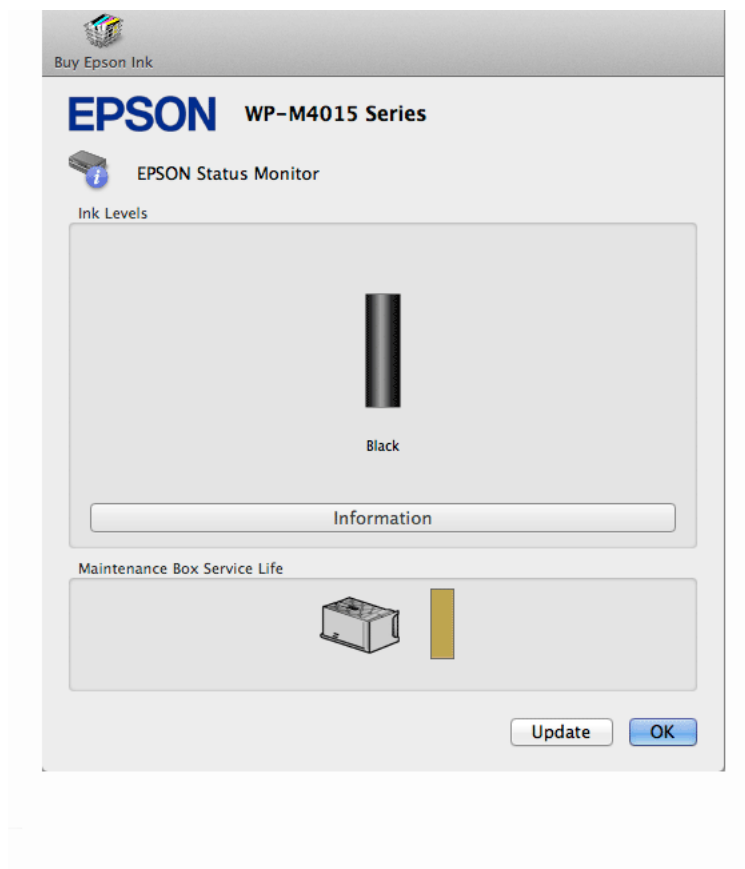 Buy Epson Ink
EPSON WP-M4015 Series
EPSON Status Monitor
Ink Levels
Black
Information
Maintenance Box Service Life
Update OK